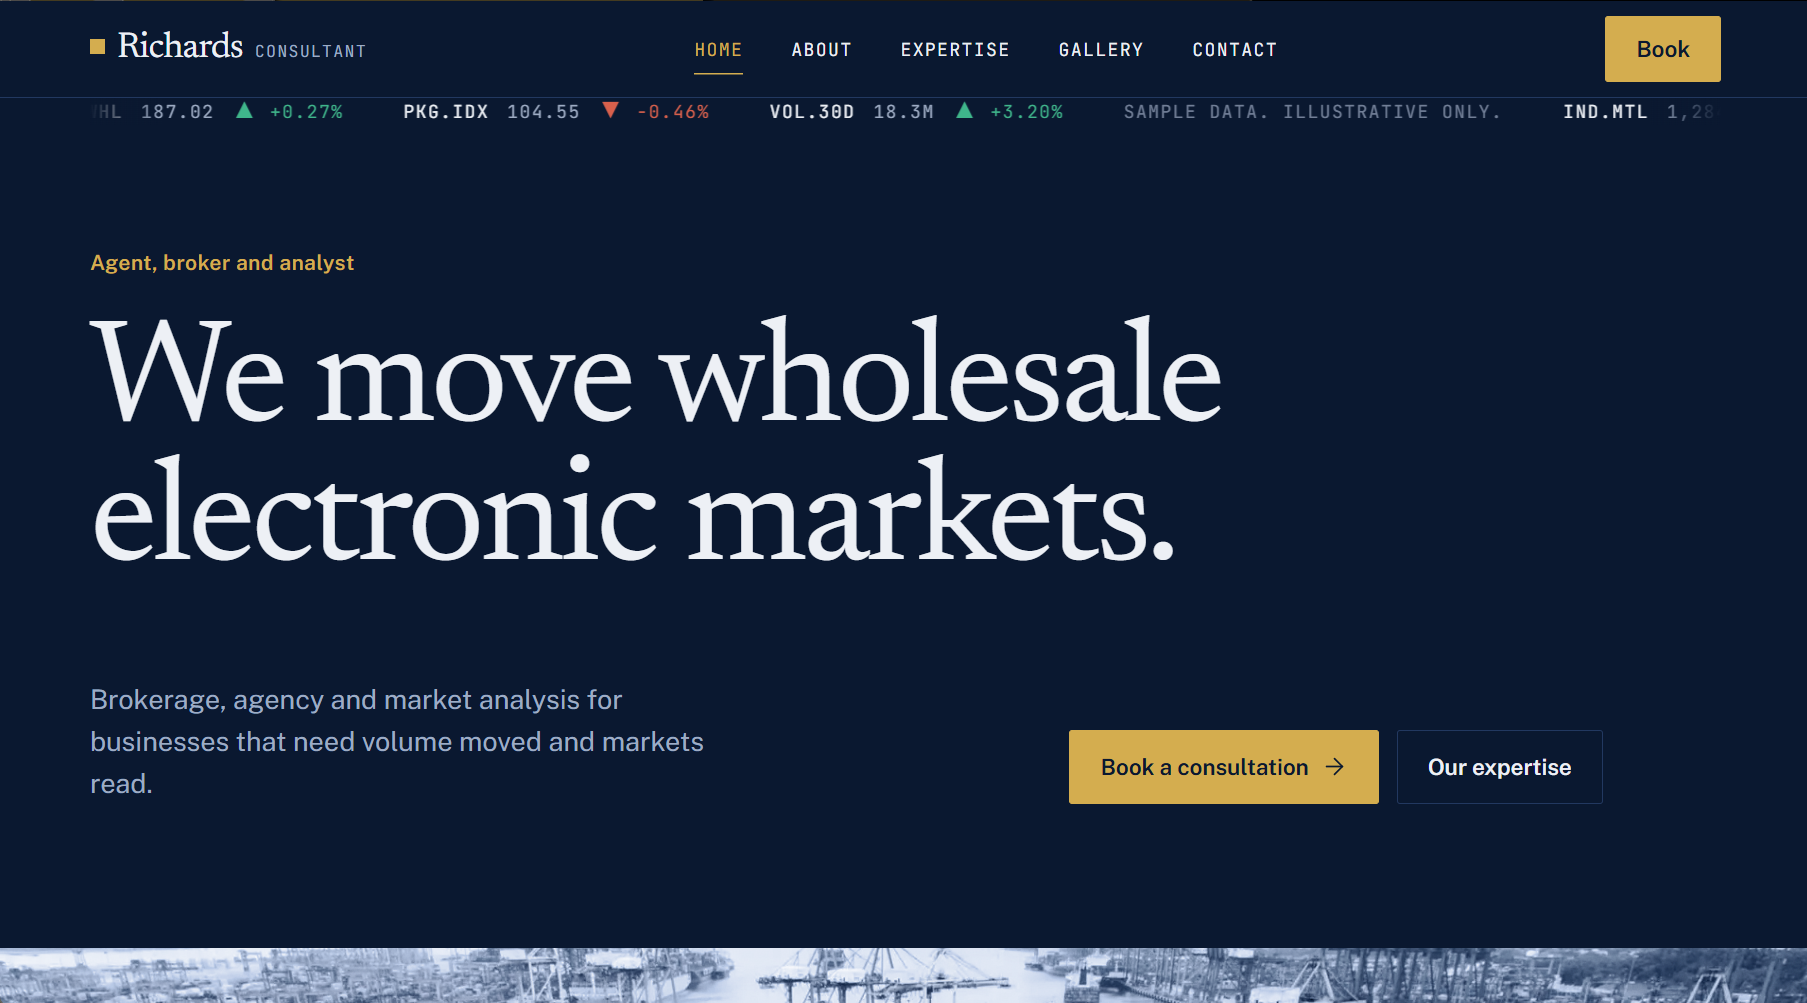 Richards CONSULTANT
HOME ABOUT EXPERTISE GALLERY CONTACT
Book
187.02 ▲ +0.27% PKG.IDX 104.55 ▼ -0.46% VOL.30D 18.3M ▲ +3.20% SAMPLE DATA. ILLUSTRATIVE ONLY. IND.MTL
Agent, broker and analyst
We move wholesale
electronic markets.
Brokerage, agency and market analysis for
businesses that need volume moved and markets
read.
Book a consultation →
Our expertise